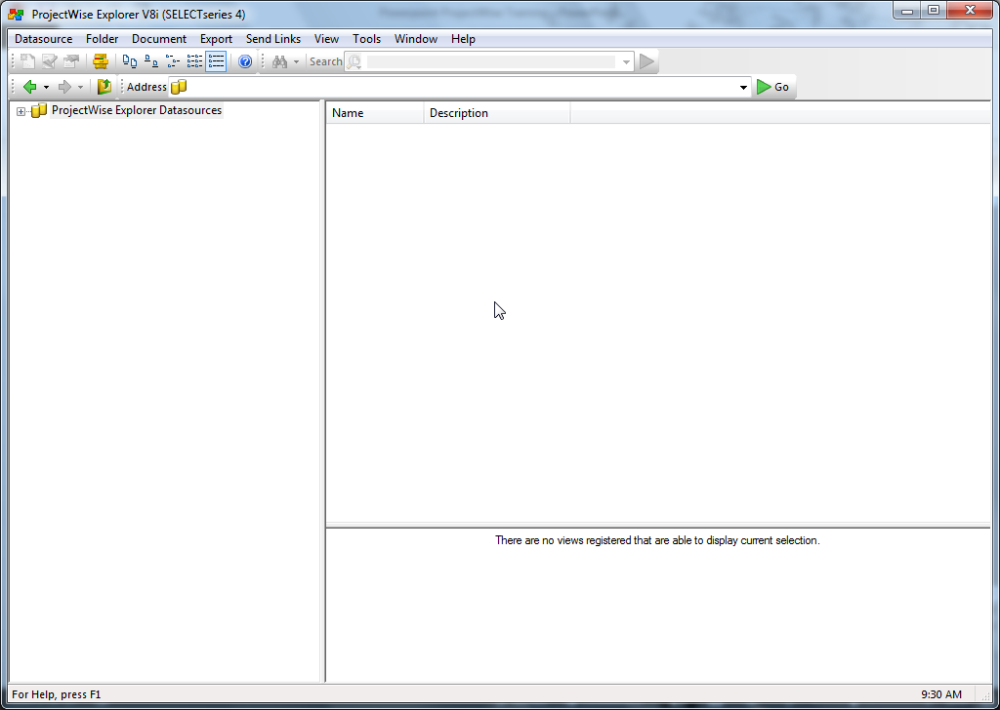 ProjectWise Explorer V8i (SELECTseries 4)
Datasource Folder Document Export Send Links View Tools Window Help
Search
Address Go
ProjectWise Explorer Datasources
Name Description
There are no views registered that are able to display current selection.
For Help, press F1 9:30 AM